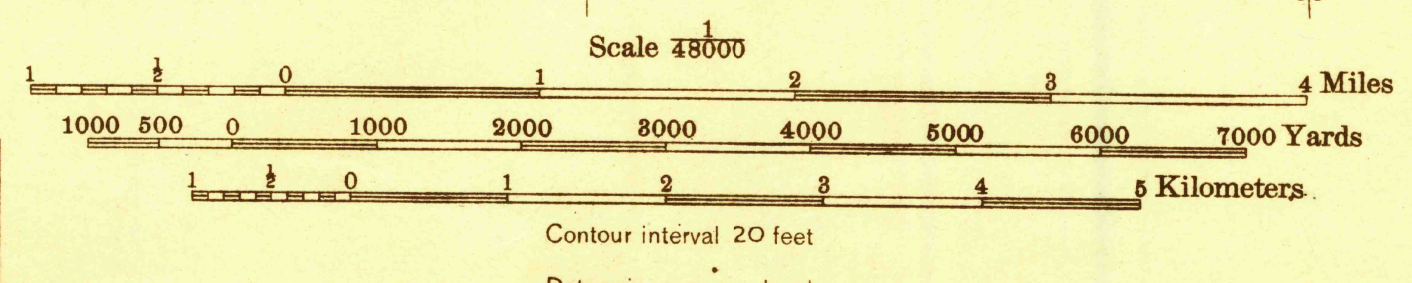 Scale 1/48000
1 ½ 0 1 2 3 4 Miles
1000 500 0 1000 2000 3000 4000 5000 6000 7000 Yards
1 ½ 0 1 2 3 4 5 Kilometers
Contour interval 20 feet